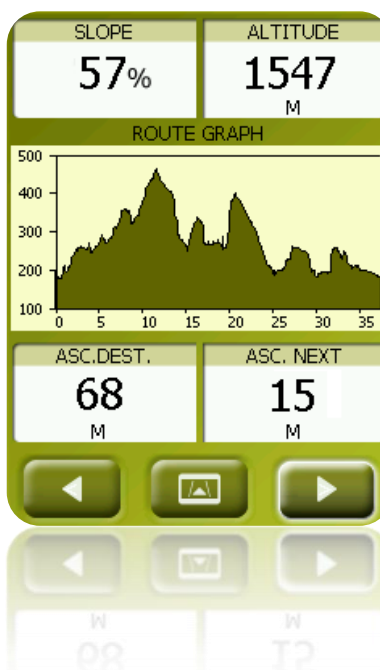 SLOPE
57%
ALTITUDE
1547
M
ROUTE GRAPH
500
400
300
200
100
0 5 10 15 20 25 30 35
ASC.DEST.
68
M
ASC. NEXT
15
M